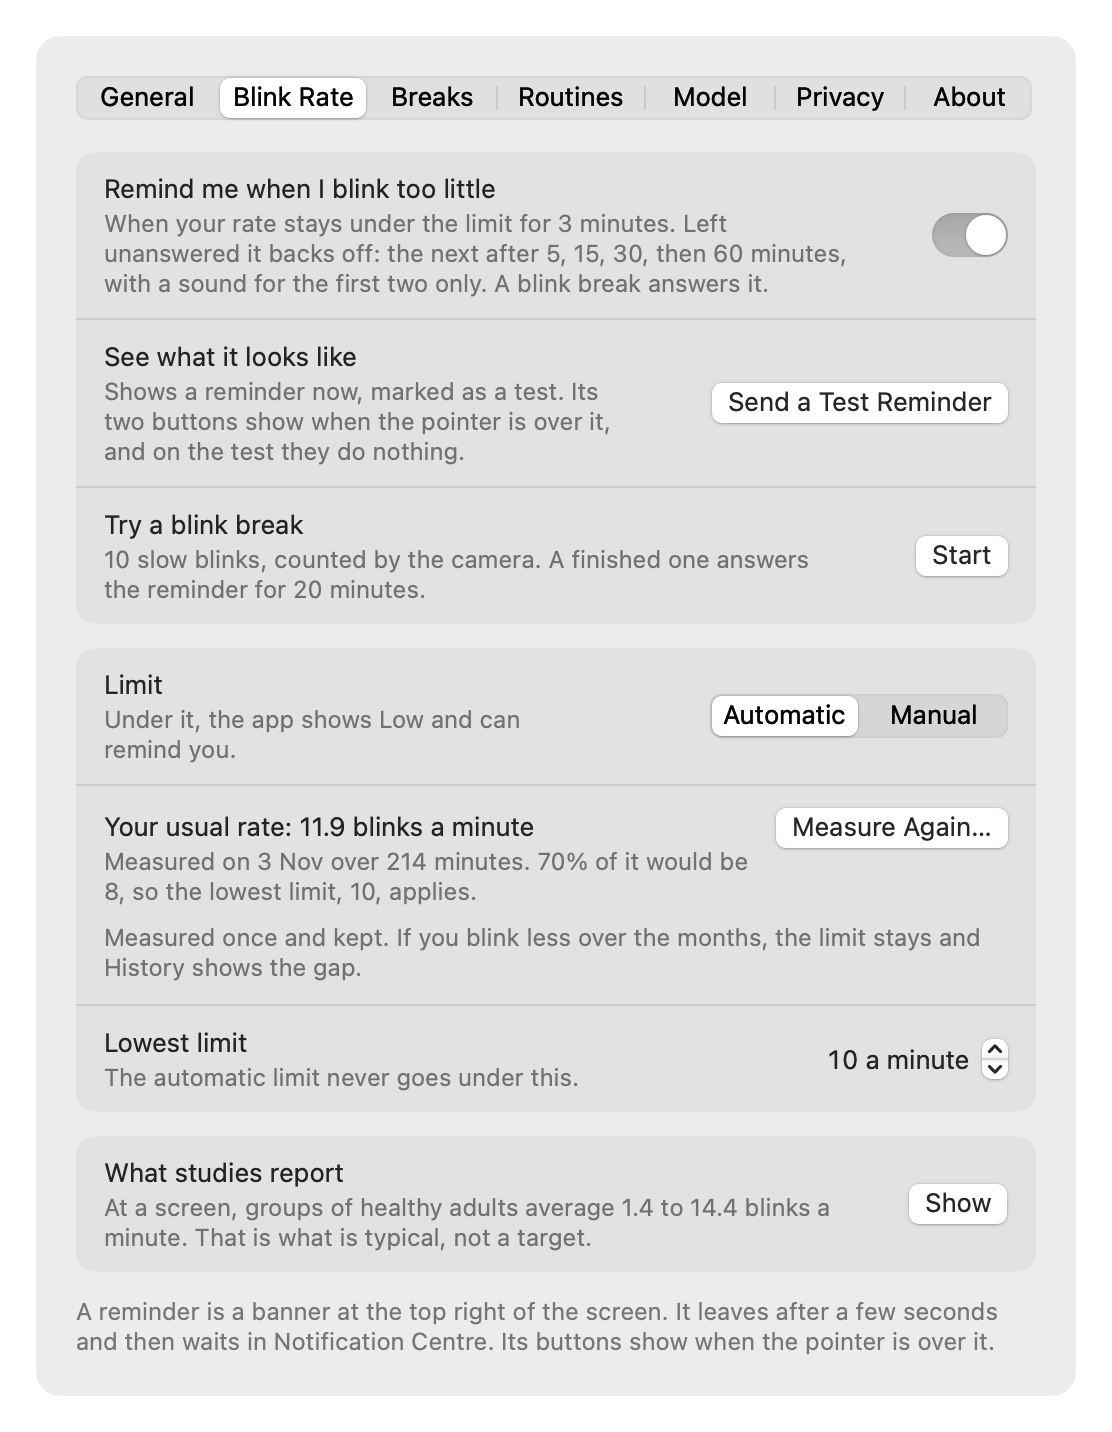 General Blink Rate Breaks Routines Model Privacy About
Remind me when I blink too little
When your rate stays under the limit for 3 minutes. Left
unanswered it backs off: the next after 5, 15, 30, then 60 minutes,
with a sound for the first two only. A blink break answers it.
See what it looks like
Shows a reminder now, marked as a test. Its
two buttons show when the pointer is over it,
and on the test they do nothing.
Send a Test Reminder
Try a blink break
10 slow blinks, counted by the camera. A finished one answers
the reminder for 20 minutes.
Start
Limit
Under it, the app shows Low and can
remind you.
Automatic Manual
Your usual rate: 11.9 blinks a minute
Measure Again...
Measured on 3 Nov over 214 minutes. 70% of it would be
8, so the lowest limit, 10, applies.
Measured once and kept. If you blink less over the months, the limit stays and
History shows the gap.
Lowest limit
The automatic limit never goes under this.
10 a minute
What studies report
At a screen, groups of healthy adults average 1.4 to 14.4 blinks a
minute. That is what is typical, not a target.
Show
A reminder is a banner at the top right of the screen. It leaves after a few seconds
and then waits in Notification Centre. Its buttons show when the pointer is over it.